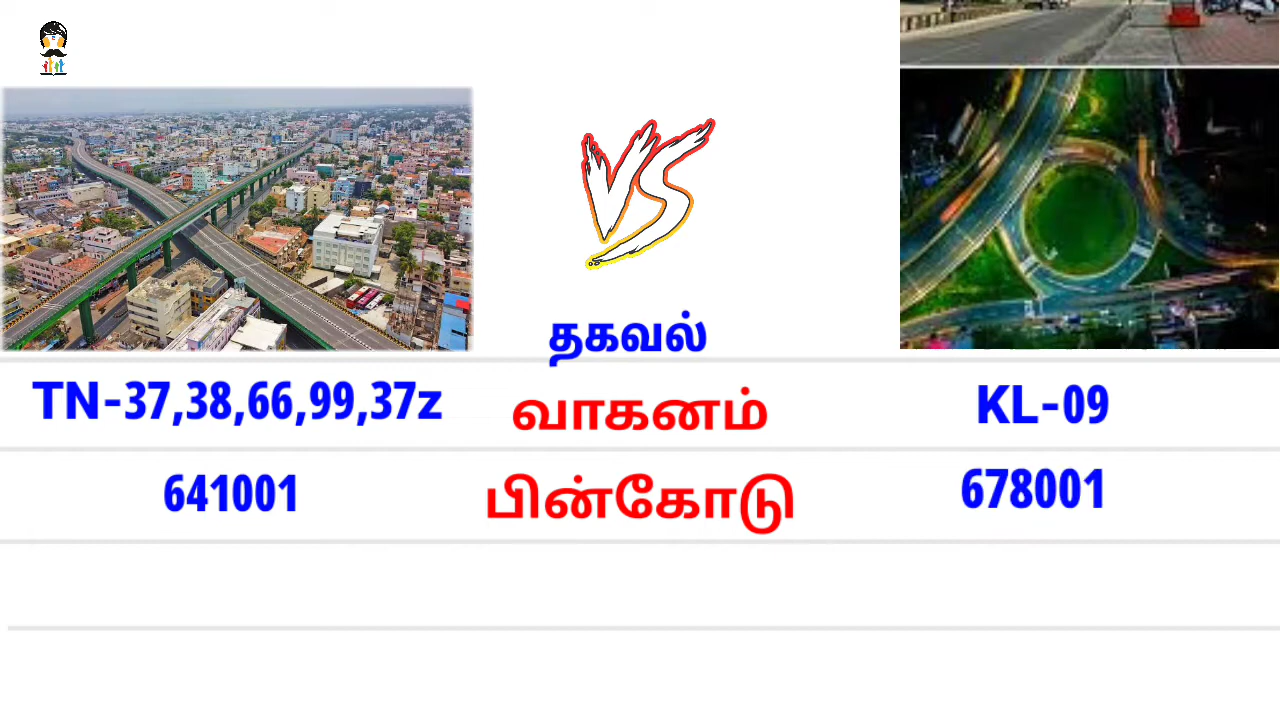 VS
தகவல்
TN-37,38,66,99,37z வாகனம் KL-09
641001 பின்கோடு 678001